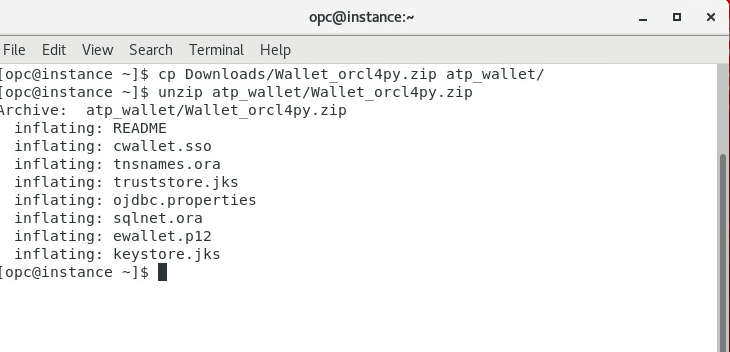 opc@instance:~
File Edit View Search Terminal Help
[opc@instance ~]$ cp Downloads/Wallet_orcl4py.zip atp_wallet/
[opc@instance ~]$ unzip atp_wallet/Wallet_orcl4py.zip
Archive:  atp_wallet/Wallet_orcl4py.zip
  inflating: README
  inflating: cwallet.sso
  inflating: tnsnames.ora
  inflating: truststore.jks
  inflating: ojdbc.properties
  inflating: sqlnet.ora
  inflating: ewallet.p12
  inflating: keystore.jks
[opc@instance ~]$